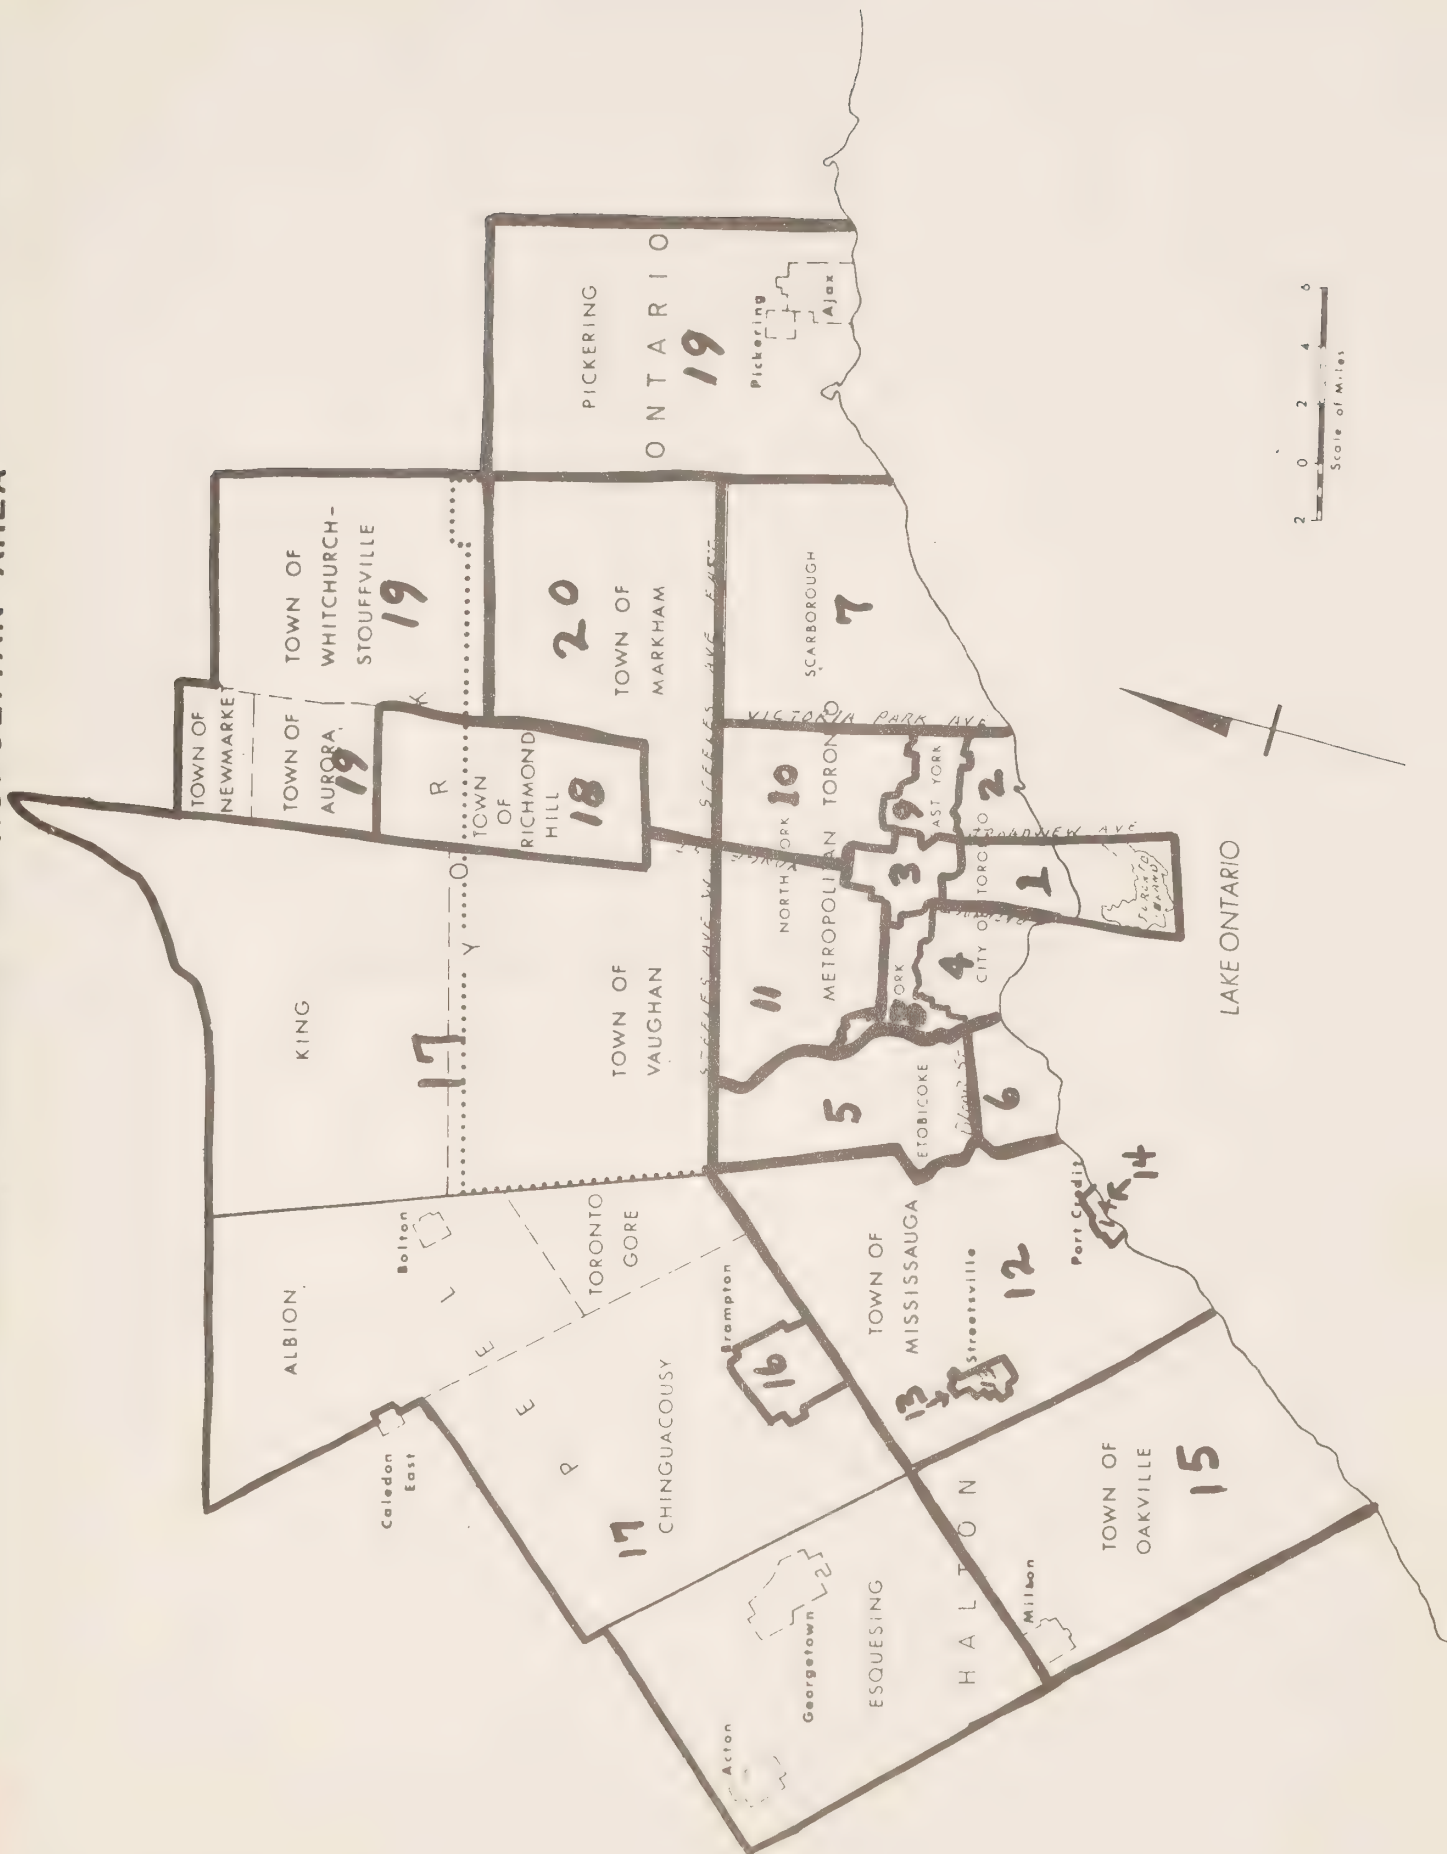 TOWN OF
NEWMARKET
TOWN OF
AURORA
19
TOWN OF
WHITCHURCH-
STOUFFVILLE
19
KING
17
ALBION
Bolton
Caledon
East
TORONTO
GORE
P E E L
CHINGUACOUSY
17
Brampton
16
Y O R K
TOWN
OF
RICHMOND
HILL
18
TOWN OF
VAUGHAN
20
TOWN OF
MARKHAM
PICKERING
ONTARIO
19
Pickering
Ajax
STEELES AVE W.
STEELES AVE EAST
VICTORIA PARK AVE
SCARBOROUGH
7
METROPOLITAN TORONTO
NORTH YORK
10
11
3
9
EAST YORK
YORK
8
2
BROADVIEW AVE
CITY OF TORONTO
1
4
TORONTO
ISLAND
5
ETOBICOKE
6
TOWN OF
MISSISSAUGA
12
Streetsville
13
Port Credit
14
HALTON
ESQUESING
Georgetown
Acton
Milton
TOWN OF
OAKVILLE
15
LAKE ONTARIO
2 0 2 4 6
Scale of Miles